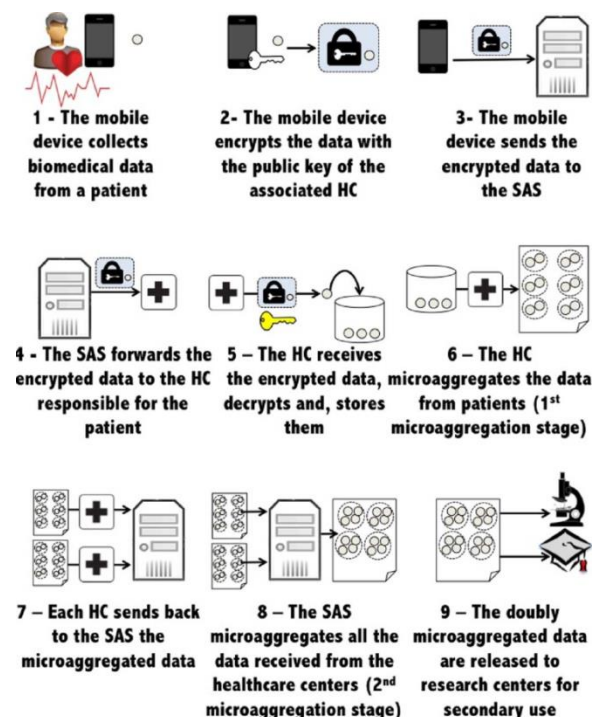 1 - The mobile
device collects
biomedical data
from a patient
2- The mobile device
encrypts the data with
the public key of the
associated HC
3- The mobile
device sends the
encrypted data to
the SAS
4 - The SAS forwards the
encrypted data to the HC
responsible for the
patient
5 – The HC receives
the encrypted data,
decrypts and, stores
them
6 – The HC
microaggregates the data
from patients (1st
microaggregation stage)
7 – Each HC sends back
to the SAS the
microaggregated data
8 – The SAS
microaggregates all the
data received from the
healthcare centers (2nd
microaggregation stage)
9 – The doubly
microaggregated data
are released to
research centers for
secondary use